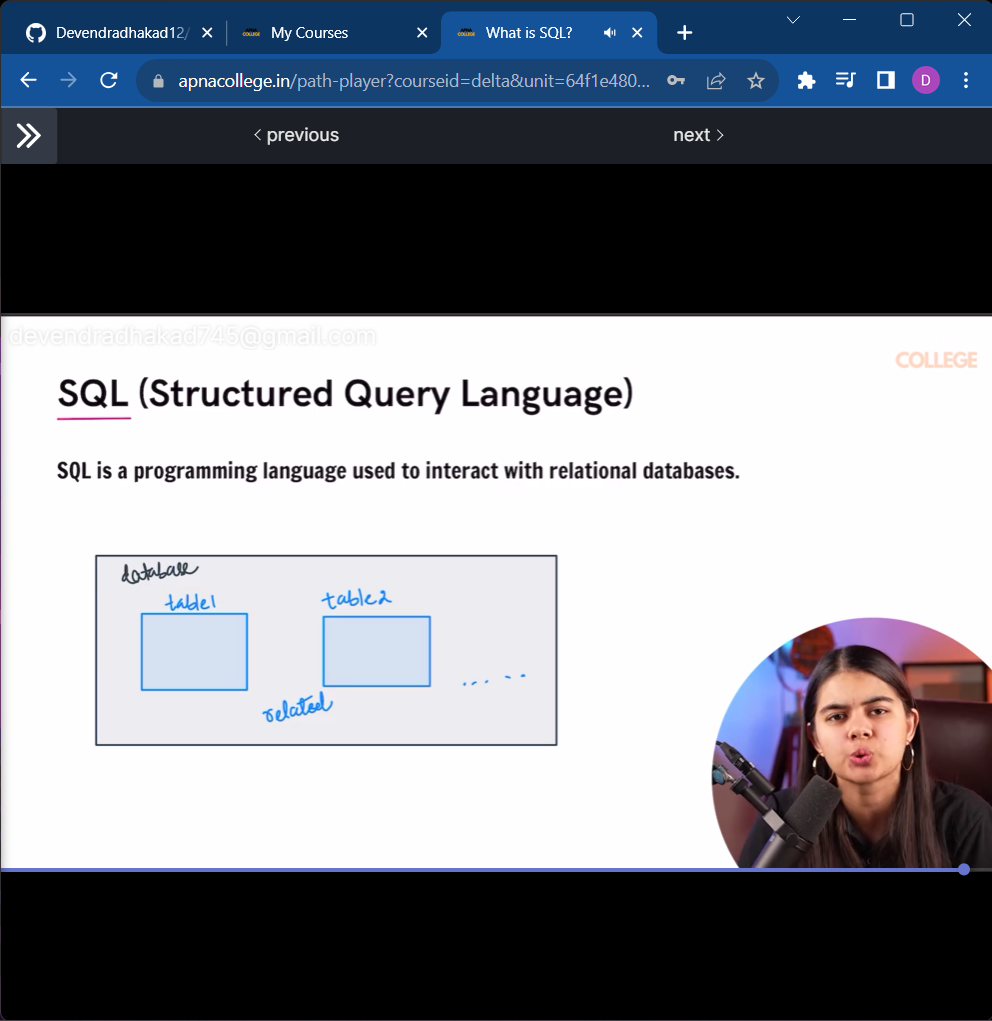 Devendradhakad12/
My Courses
What is SQL?
apnacollege.in/path-player?courseid=delta&unit=64f1e480...
D
< previous
next >
devendradhakad745@gmail.com
COLLEGE
SQL (Structured Query Language)
SQL is a programming language used to interact with relational databases.
database
table1
table2
related